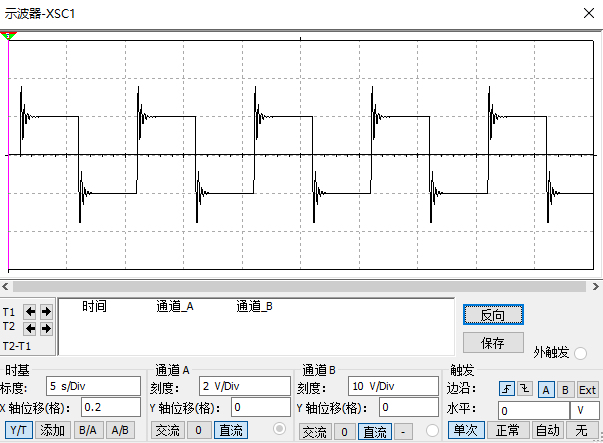 示波器-XSC1
时间 通道_A 通道_B
T1
T2
T2-T1
反向
保存
外触发
时基
标度: 5 s/Div
X 轴位移(格): 0.2
Y/T 添加 B/A A/B
通道 A
刻度: 2 V/Div
Y 轴位移(格): 0
交流 0 直流
通道 B
刻度: 10 V/Div
Y 轴位移(格): 0
交流 0 直流 -
触发
边沿: A B Ext
水平: 0 V
单次 正常 自动 无